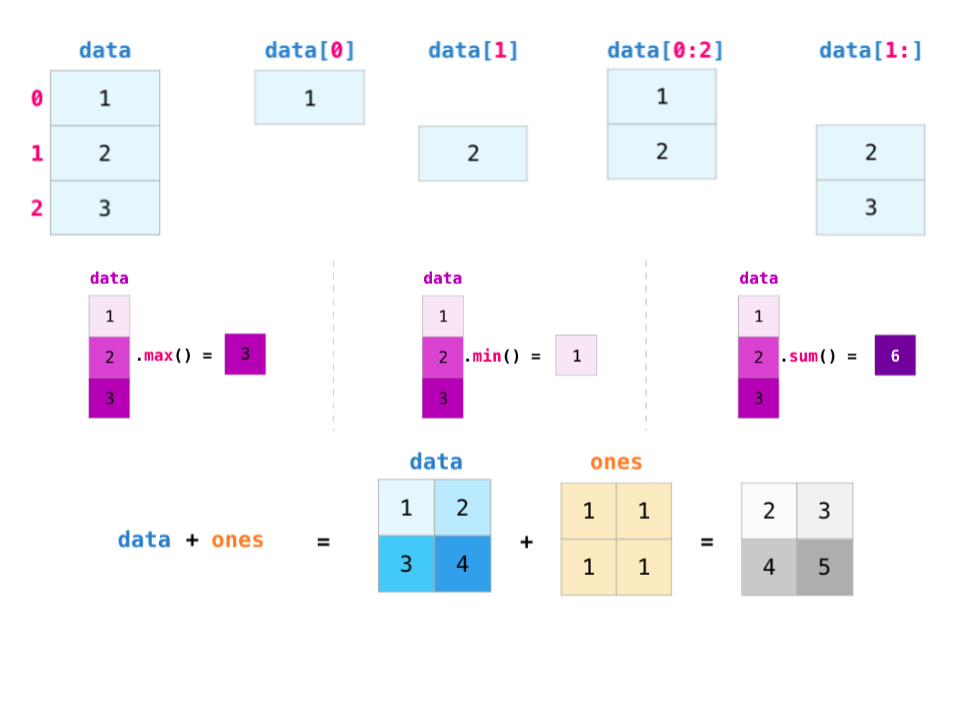 data data[0] data[1] data[0:2] data[1:]
0 1 1 1
1 2 2 2 2
2 3 3
data data data
1 1 1
2 .max() = 3 2 .min() = 1 2 .sum() = 6
3 3 3
data ones
1 2 1 1 2 3
data + ones = + =
3 4 1 1 4 5